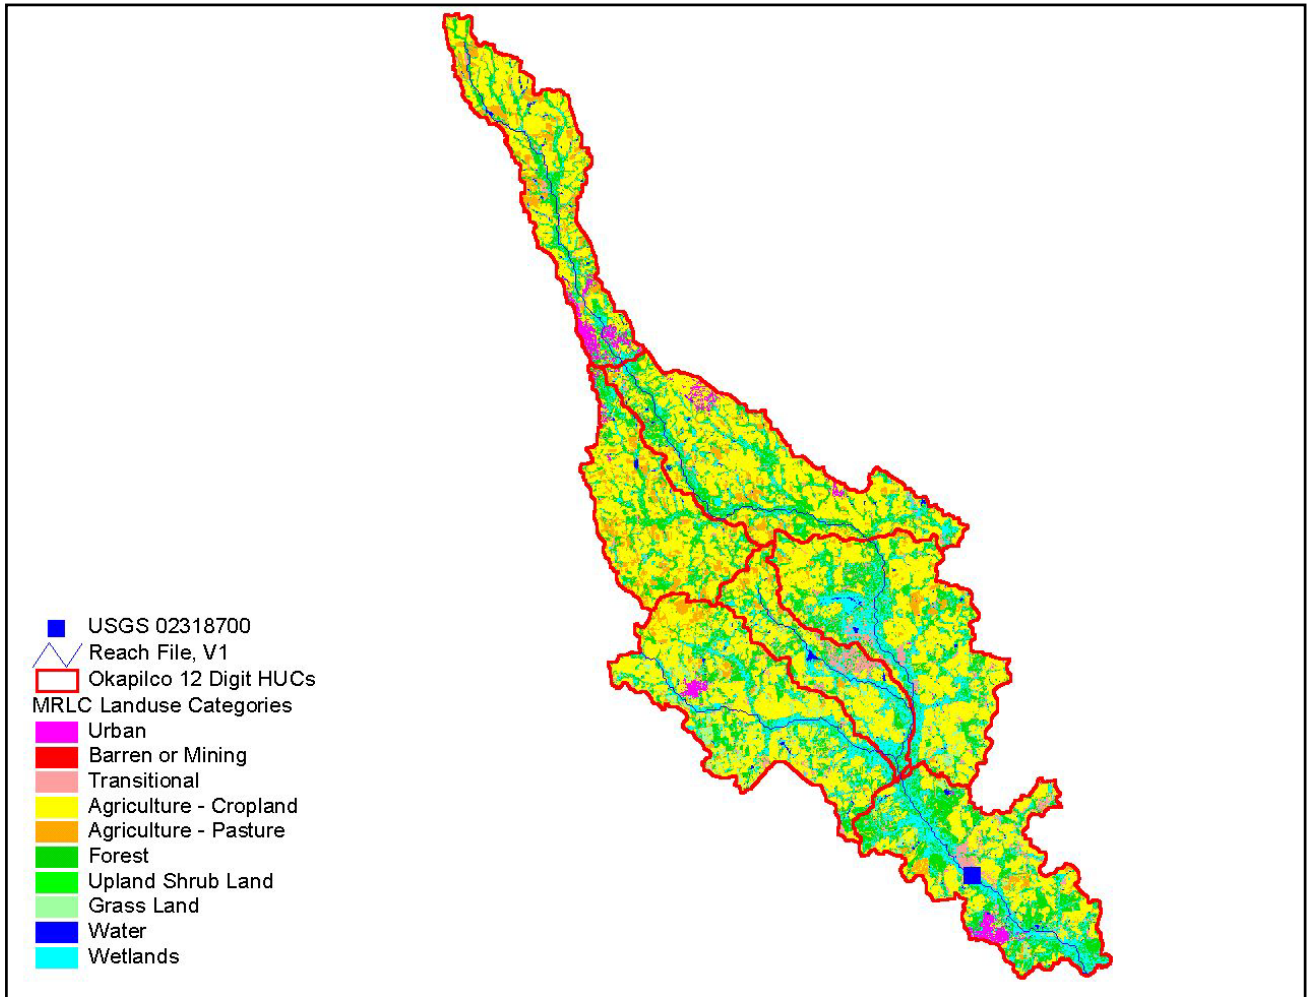 USGS 02318700
Reach File, V1
Okapilco 12 Digit HUCs
MRLC Landuse Categories
Urban
Barren or Mining
Transitional
Agriculture - Cropland
Agriculture - Pasture
Forest
Upland Shrub Land
Grass Land
Water
Wetlands